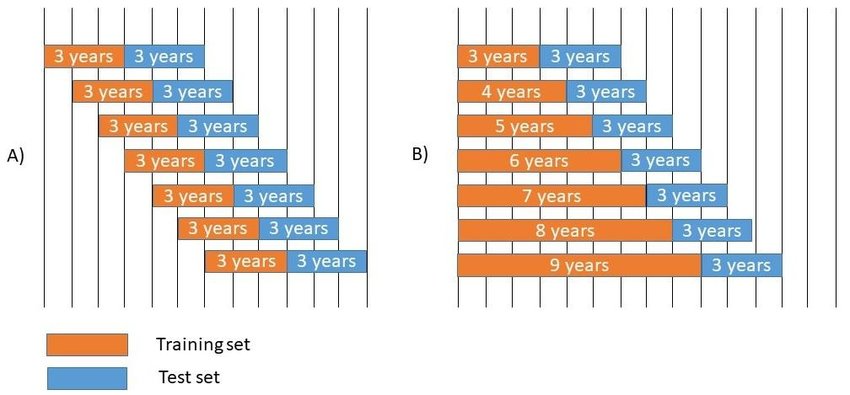 A)
3 years 3 years
3 years 3 years
3 years 3 years
3 years 3 years
3 years 3 years
3 years 3 years
3 years 3 years
B)
3 years 3 years
4 years 3 years
5 years 3 years
6 years 3 years
7 years 3 years
8 years 3 years
9 years 3 years
Training set
Test set